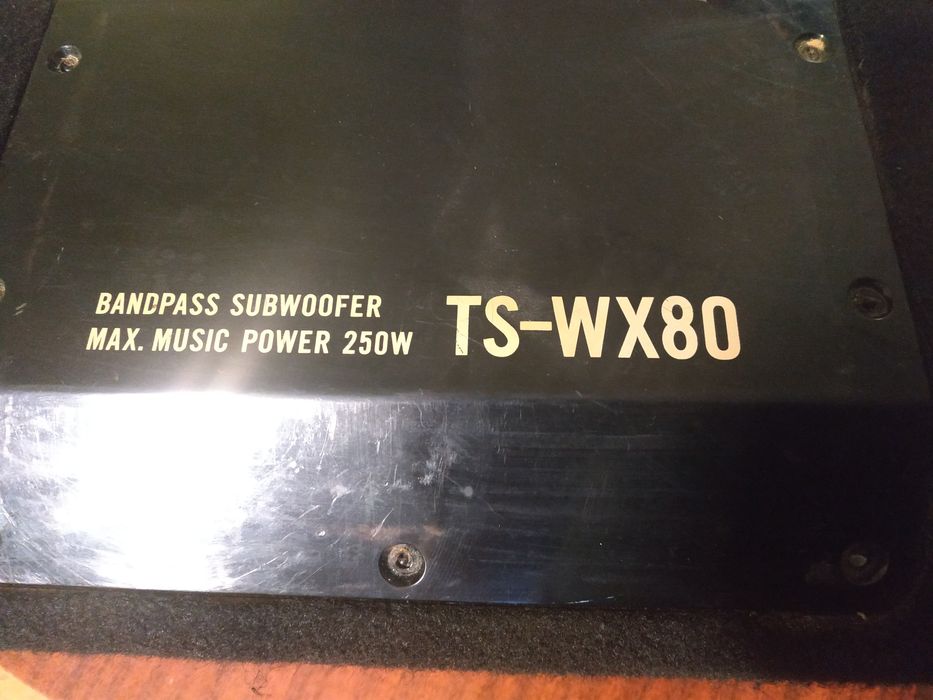 BANDPASS SUBWOOFER
MAX. MUSIC POWER 250W
TS-WX80